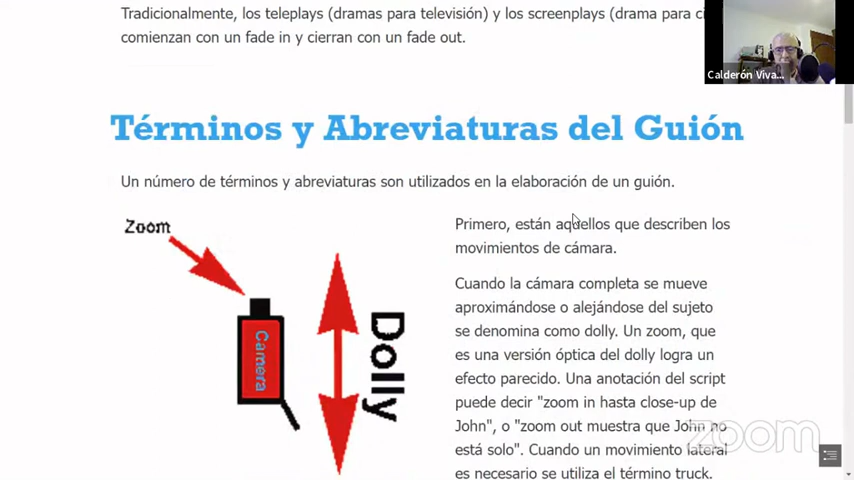 Tradicionalmente, los teleplays (dramas para televisión) y los screenplays (drama para ci
comienzan con un fade in y cierran con un fade out.
Calderón Viva...
Términos y Abreviaturas del Guión
Un número de términos y abreviaturas son utilizados en la elaboración de un guión.
Zoom
Camera
Dolly
Primero, están aquellos que describen los
movimientos de cámara.
Cuando la cámara completa se mueve
aproximándose o alejándose del sujeto
se denomina como dolly. Un zoom, que
es una versión óptica del dolly logra un
efecto parecido. Una anotación del script
puede decir "zoom in hasta close-up de
John", o "zoom out muestra que John no
está solo". Cuando un movimiento lateral
es necesario se utiliza el término truck.
zoom